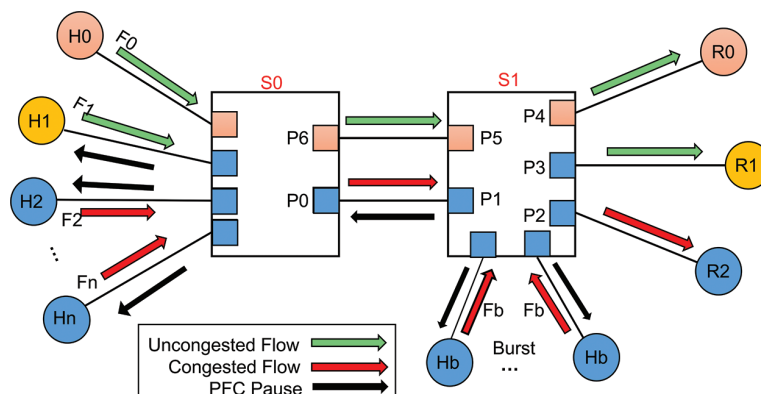 H0
F0
R0
S0
S1
H1
F1
P6
P5
P4
P3
R1
H2
F2
P0
P1
P2
...
Fn
R2
Hn
Fb
Fb
Hb
Burst
...
Hb
Uncongested Flow
Congested Flow
PFC Pause